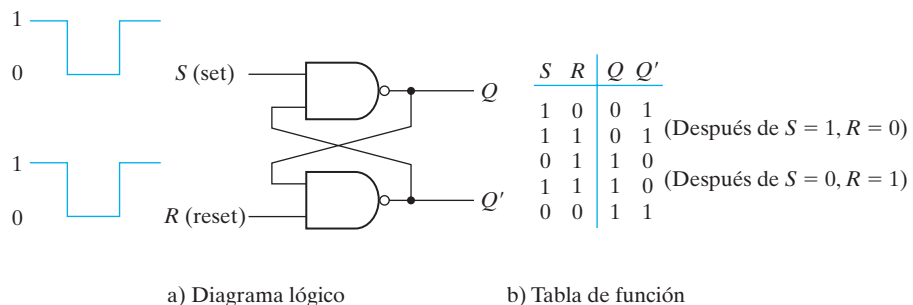 1
0
S (set)
Q
1
0
R (reset)
Q'
S R Q Q'
1 0 0 1
1 1 0 1 (Después de S = 1, R = 0)
0 1 1 0
1 1 1 0 (Después de S = 0, R = 1)
0 0 1 1
a) Diagrama lógico
b) Tabla de función